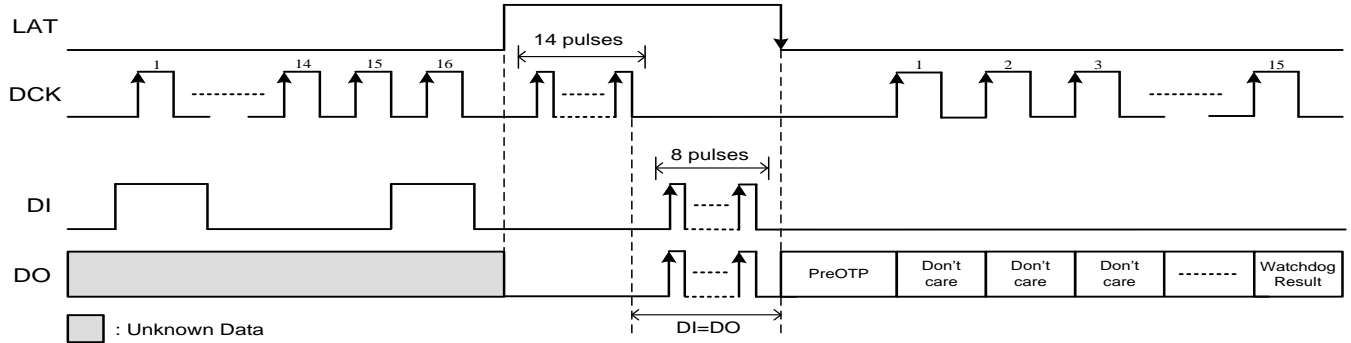 LAT
14 pulses
DCK
1
14
15
16
1
2
3
15
8 pulses
DI
DO
PreOTP
Don't
care
Don't
care
Don't
care
Watchdog
Result
DI=DO
: Unknown Data